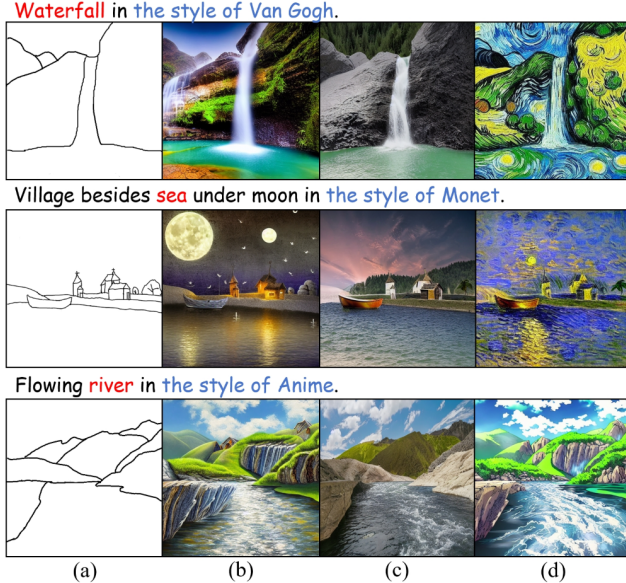 Waterfall in the style of Van Gogh.
Village besides sea under moon in the style of Monet.
Flowing river in the style of Anime.
(a) (b) (c) (d)